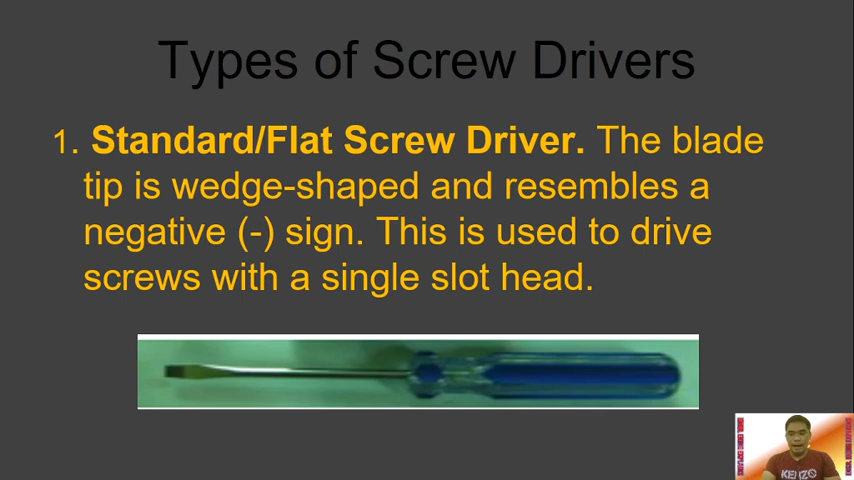 Types of Screw Drivers
1. Standard/Flat Screw Driver. The blade
tip is wedge-shaped and resembles a
negative (-) sign. This is used to drive
screws with a single slot head.
KENZO